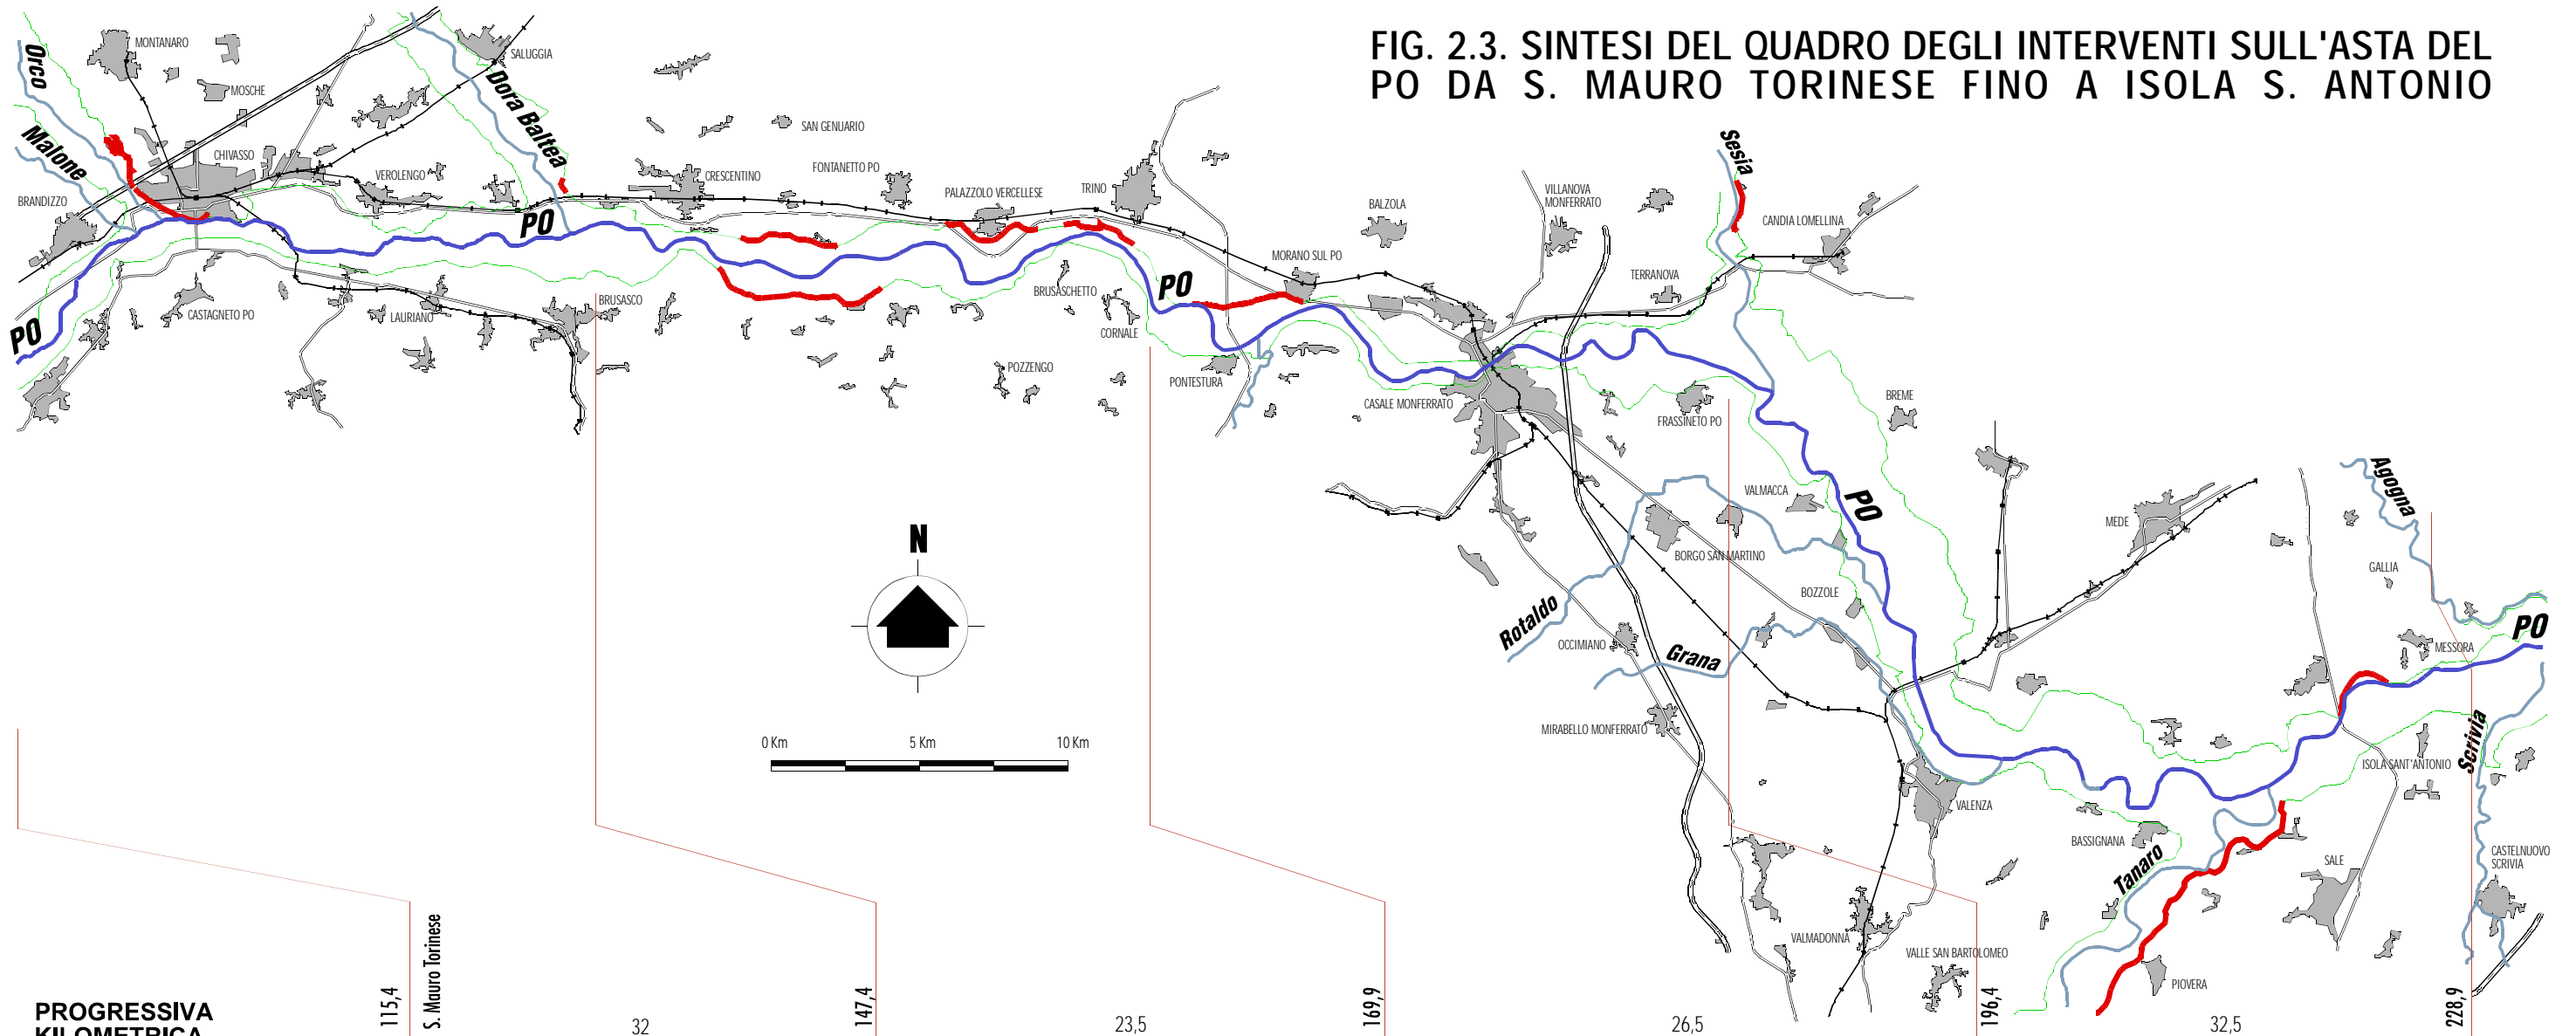 FIG. 2.3. SINTESI DEL QUADRO DEGLI INTERVENTI SULL'ASTA DEL
PO DA S. MAURO TORINESE FINO A ISOLA S. ANTONIO
Orco
MONTANARO
MOSCHE
SALUGGIA
Dora Baltea
Malone
CHIVASSO
BRANDIZZO
VEROLENGO
CRESCENTINO
SAN GENUARIO
FONTANETTO PO
PALAZZOLO VERCELLESE
TRINO
PO
PO
CASTAGNETO PO
LAURIANO
BRUSASCO
BRUSASCHETTO
CORNALE
POZZENGO
PO
PONTESTURA
MORANO SUL PO
BALZOLA
VILLANOVA
MONFERRATO
Sesia
CANDIA LOMELLINA
TERRANOVA
CASALE MONFERRATO
FRASSINETO PO
BREME
VALMACCA
PO
BORGO SAN MARTINO
BOZZOLE
MEDE
Agogna
GALLIA
PO
MESSORA
Rotaldo
OCCIMIANO
Grana
MIRABELLO MONFERRATO
VALENZA
BASSIGNANA
Tanaro
ISOLA SANT'ANTONIO
Scrivia
SALE
CASTELNUOVO
SCRIVIA
VALMADONNA
VALLE SAN BARTOLOMEO
PIOVERA
N
0 Km
5 Km
10 Km
PROGRESSIVA
KILOMETRICA
115,4
S. Mauro Torinese
32
147,4
23,5
169,9
26,5
196,4
32,5
228,9